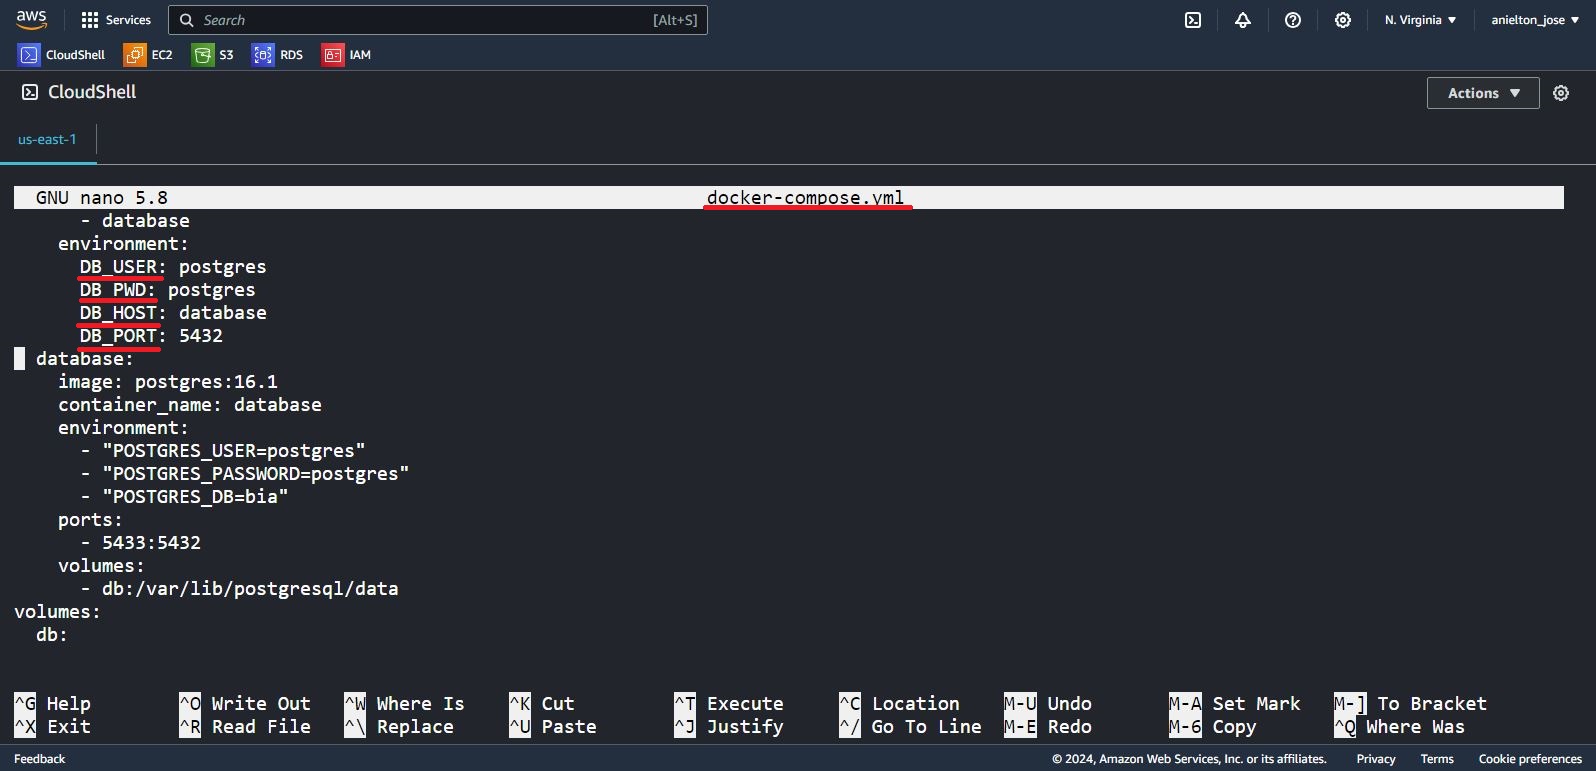 aws Services Search [Alt+S] N. Virginia anielton_jose
CloudShell EC2 S3 RDS IAM
CloudShell Actions
us-east-1
GNU nano 5.8 docker-compose.yml
- database
environment:
DB_USER: postgres
DB_PWD: postgres
DB_HOST: database
DB_PORT: 5432
database:
image: postgres:16.1
container_name: database
environment:
- "POSTGRES_USER=postgres"
- "POSTGRES_PASSWORD=postgres"
- "POSTGRES_DB=bia"
ports:
- 5433:5432
volumes:
- db:/var/lib/postgresql/data
volumes:
db:
^G Help ^O Write Out ^W Where Is ^K Cut ^T Execute ^C Location M-U Undo M-A Set Mark M-] To Bracket
^X Exit ^R Read File ^\ Replace ^U Paste ^J Justify ^/ Go To Line M-E Redo M-6 Copy ^Q Where Was
Feedback © 2024, Amazon Web Services, Inc. or its affiliates. Privacy Terms Cookie preferences